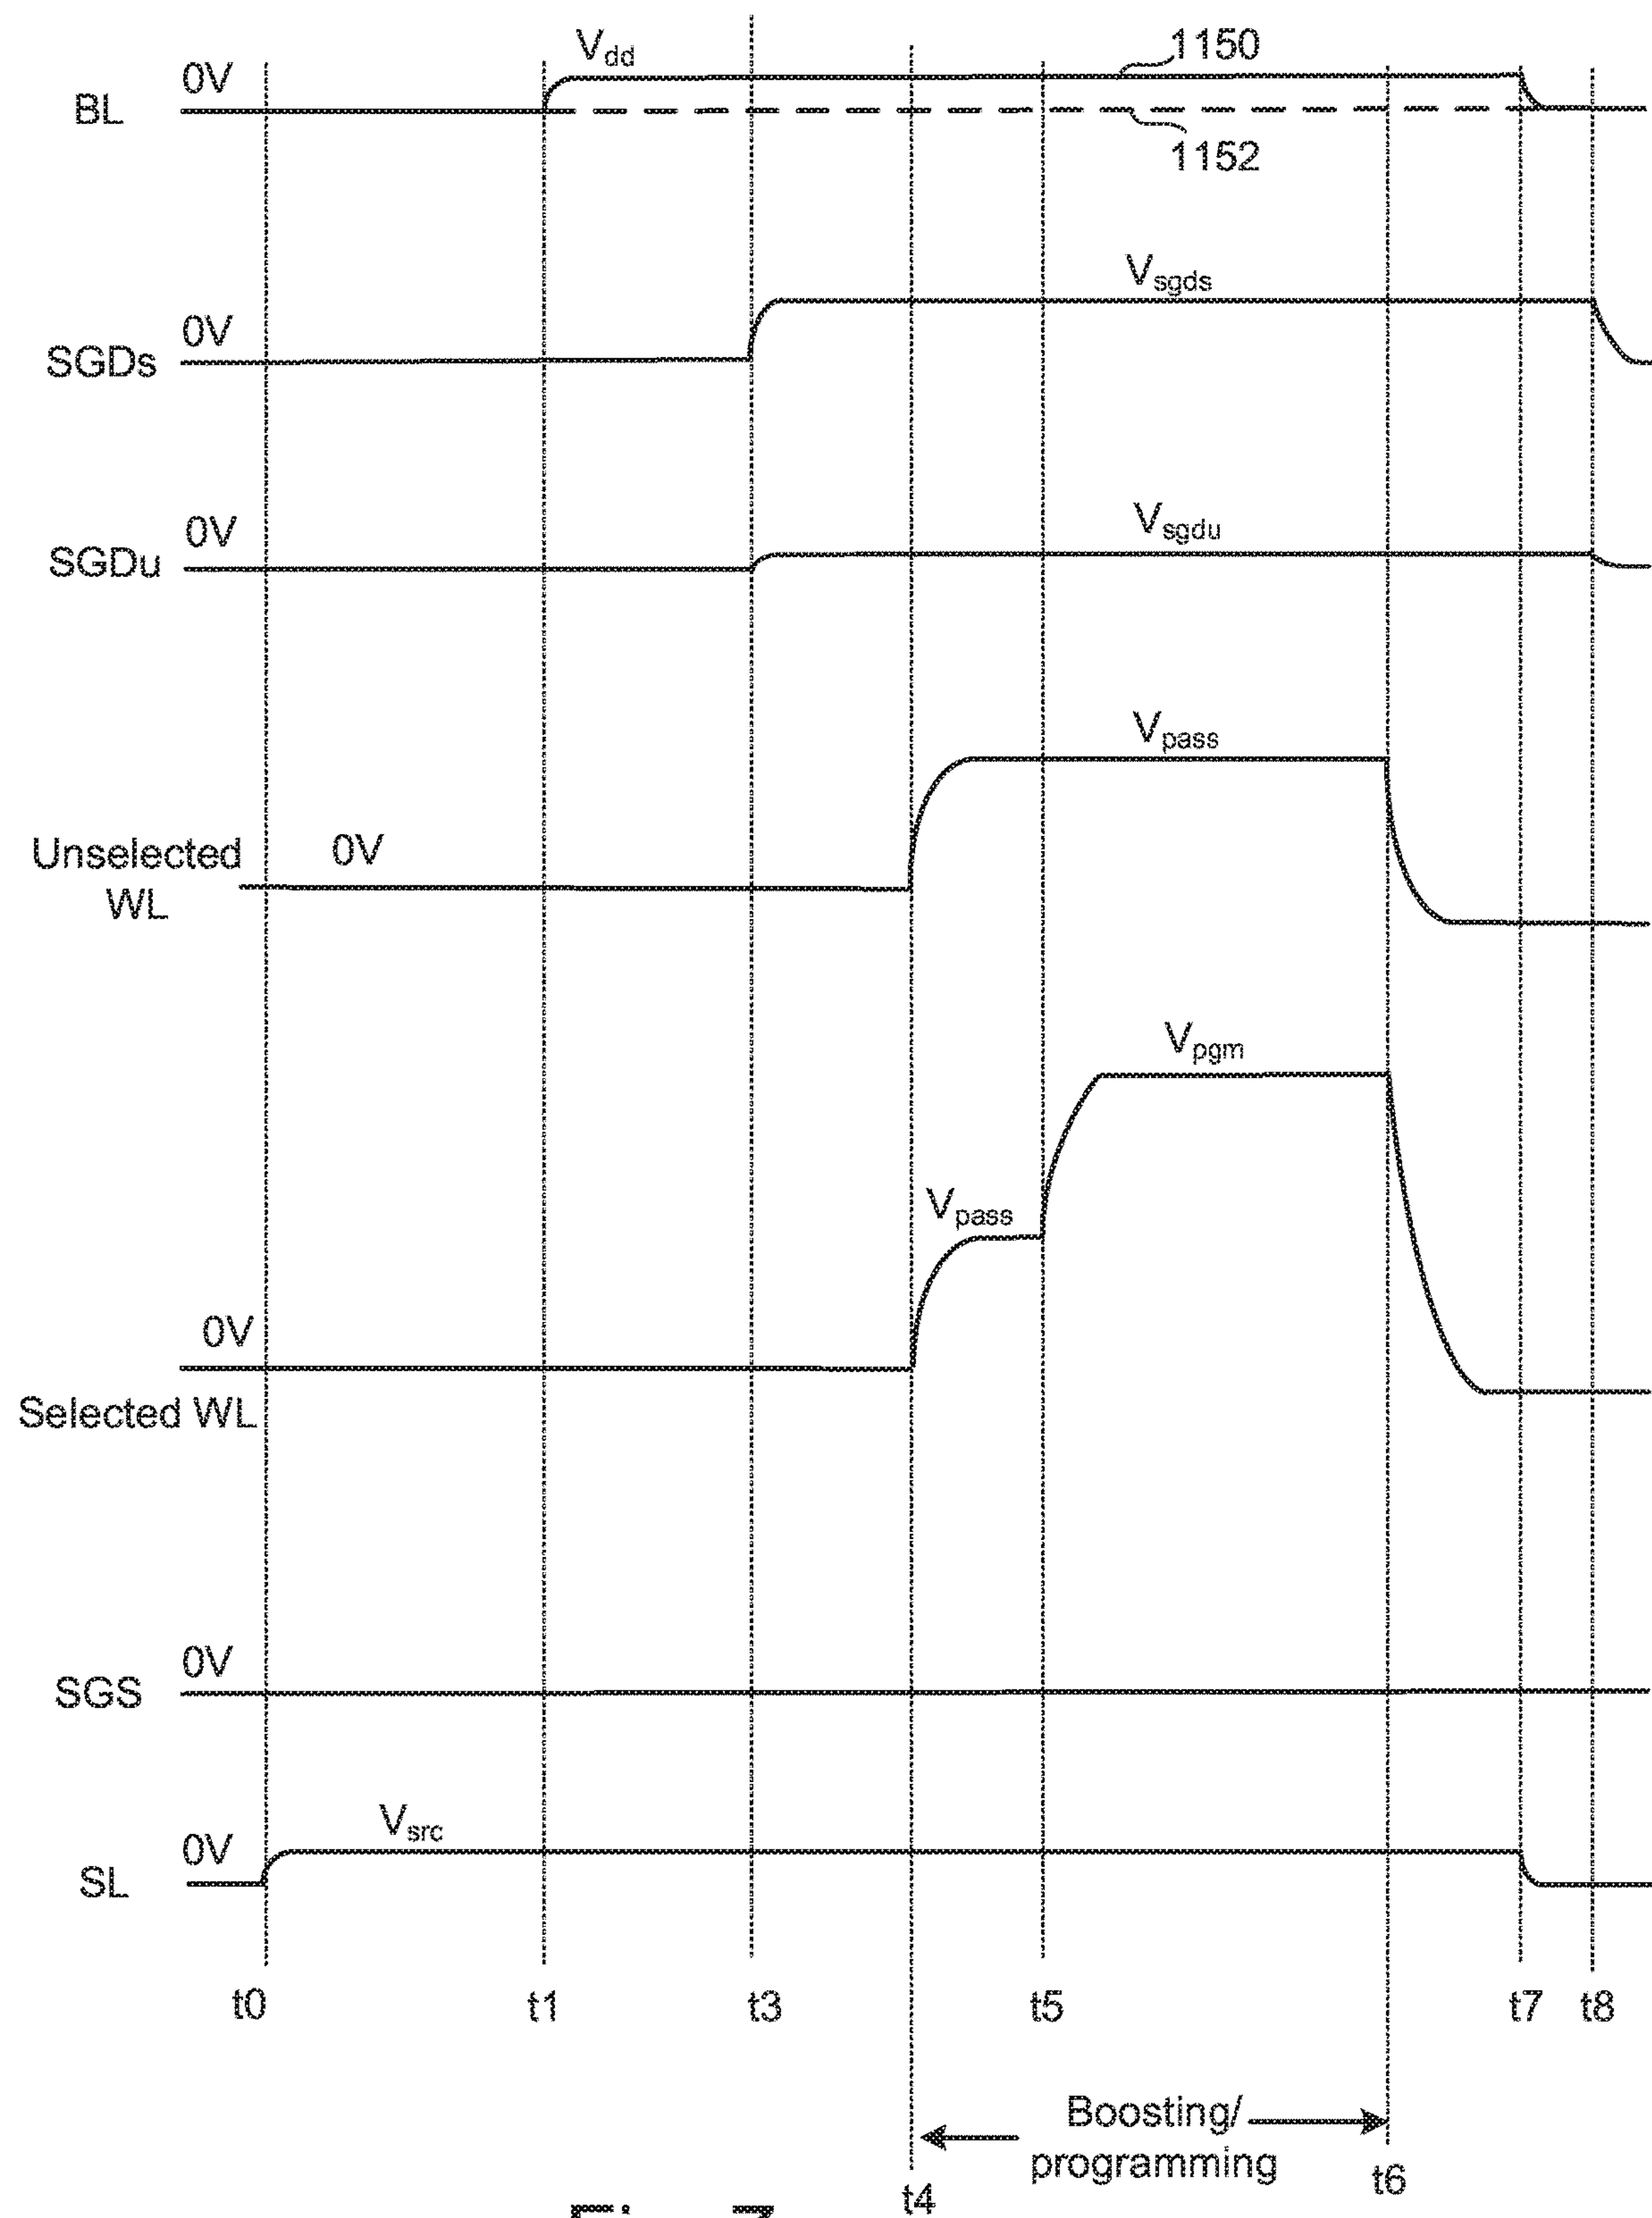 Vdd
1150
0V
BL
1152
Vsgds
0V
SGDs
Vsgdu
0V
SGDu
Vpass
Unselected
WL
0V
Vpgm
Vpass
0V
Selected WL
0V
SGS
Vsrc
0V
SL
t0 t1 t3 t5 t7 t8
Boosting/
programming
t4 t6